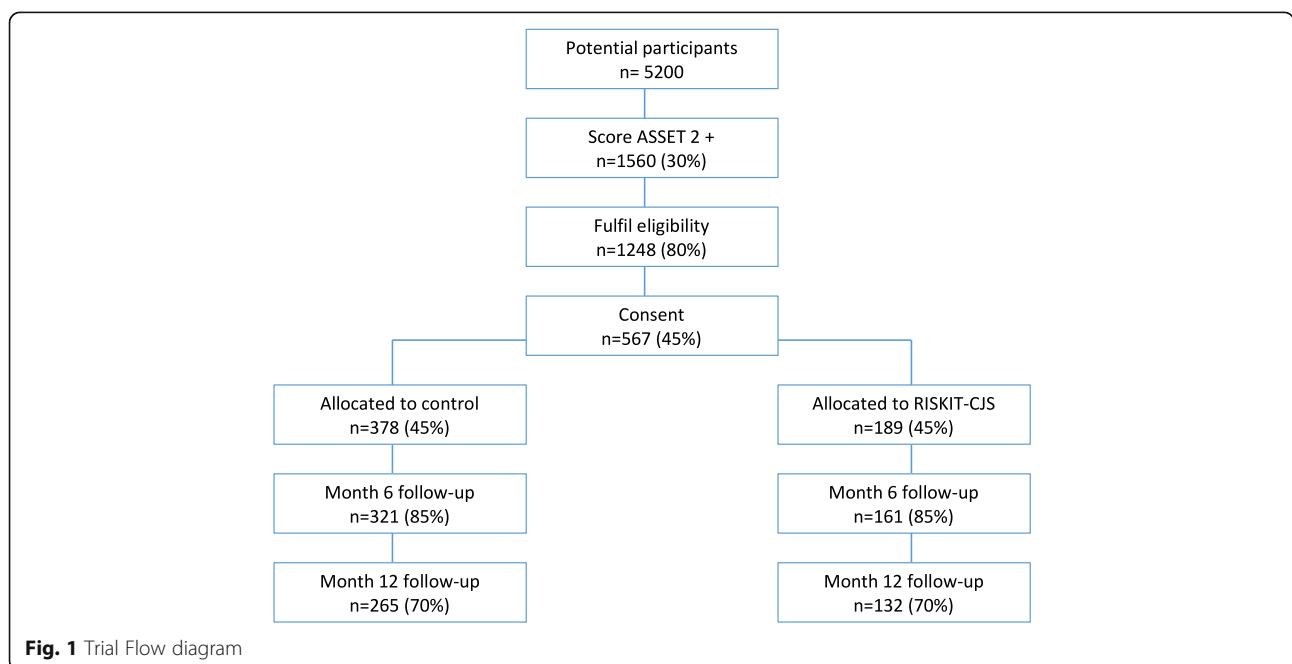 Potential participants
n= 5200
Score ASSET 2 +
n=1560 (30%)
Fulfil eligibility
n=1248 (80%)
Consent
n=567 (45%)
Allocated to control
n=378 (45%)
Allocated to RISKIT-CJS
n=189 (45%)
Month 6 follow-up
n=321 (85%)
Month 6 follow-up
n=161 (85%)
Month 12 follow-up
n=265 (70%)
Month 12 follow-up
n=132 (70%)
Fig. 1 Trial Flow diagram